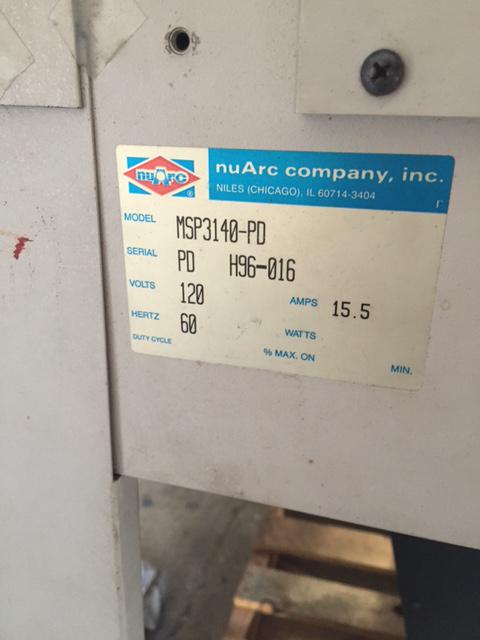 nuArc
®
nuArc company, inc.
NILES (CHICAGO), IL 60714-3404
MODEL MSP3140-PD
SERIAL PD H96-016
VOLTS 120 AMPS 15.5
HERTZ 60 WATTS
DUTY CYCLE % MAX. ON MIN.